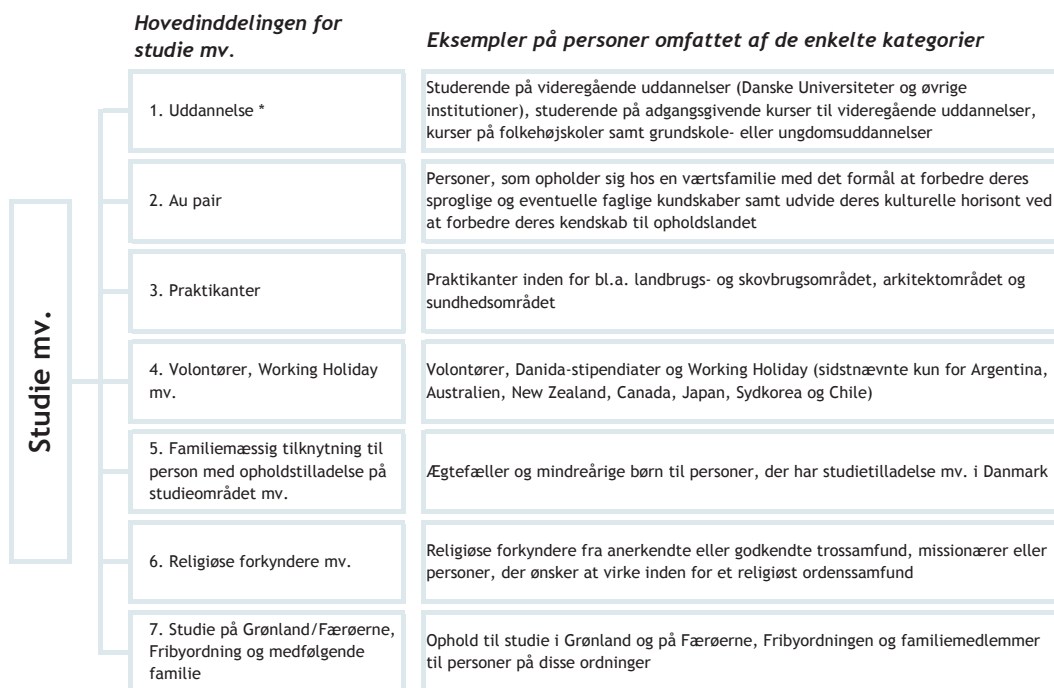 Hovedinddelingen for
studie mv.
Eksempler på personer omfattet af de enkelte kategorier
Studie mv.
1. Uddannelse *
Studerende på videregående uddannelser (Danske Universiteter og øvrige
institutioner), studerende på adgangsgivende kurser til videregående uddannelser,
kurser på folkehøjskoler samt grundskole- eller ungdomsuddannelser
2. Au pair
Personer, som opholder sig hos en værtsfamilie med det formål at forbedre deres
sproglige og eventuelle faglige kundskaber samt udvide deres kulturelle horisont ved
at forbedre deres kendskab til opholdslandet
3. Praktikanter
Praktikanter inden for bl.a. landbrugs- og skovbrugsområdet, arkitektområdet og
sundhedsområdet
4. Volontører, Working Holiday
mv.
Volontører, Danida-stipendiater og Working Holiday (sidstnævnte kun for Argentina,
Australien, New Zealand, Canada, Japan, Sydkorea og Chile)
5. Familiemæssig tilknytning til
person med opholdstilladelse på
studieområdet mv.
Ægtefæller og mindreårige børn til personer, der har studietilladelse mv. i Danmark
6. Religiøse forkyndere mv.
Religiøse forkyndere fra anerkendte eller godkendte trossamfund, missionærer eller
personer, der ønsker at virke inden for et religiøst ordenssamfund
7. Studie på Grønland/Færøerne,
Fribyordning og medfølgende
familie
Ophold til studie i Grønland og på Færøerne, Fribyordningen og familiemedlemmer
til personer på disse ordninger